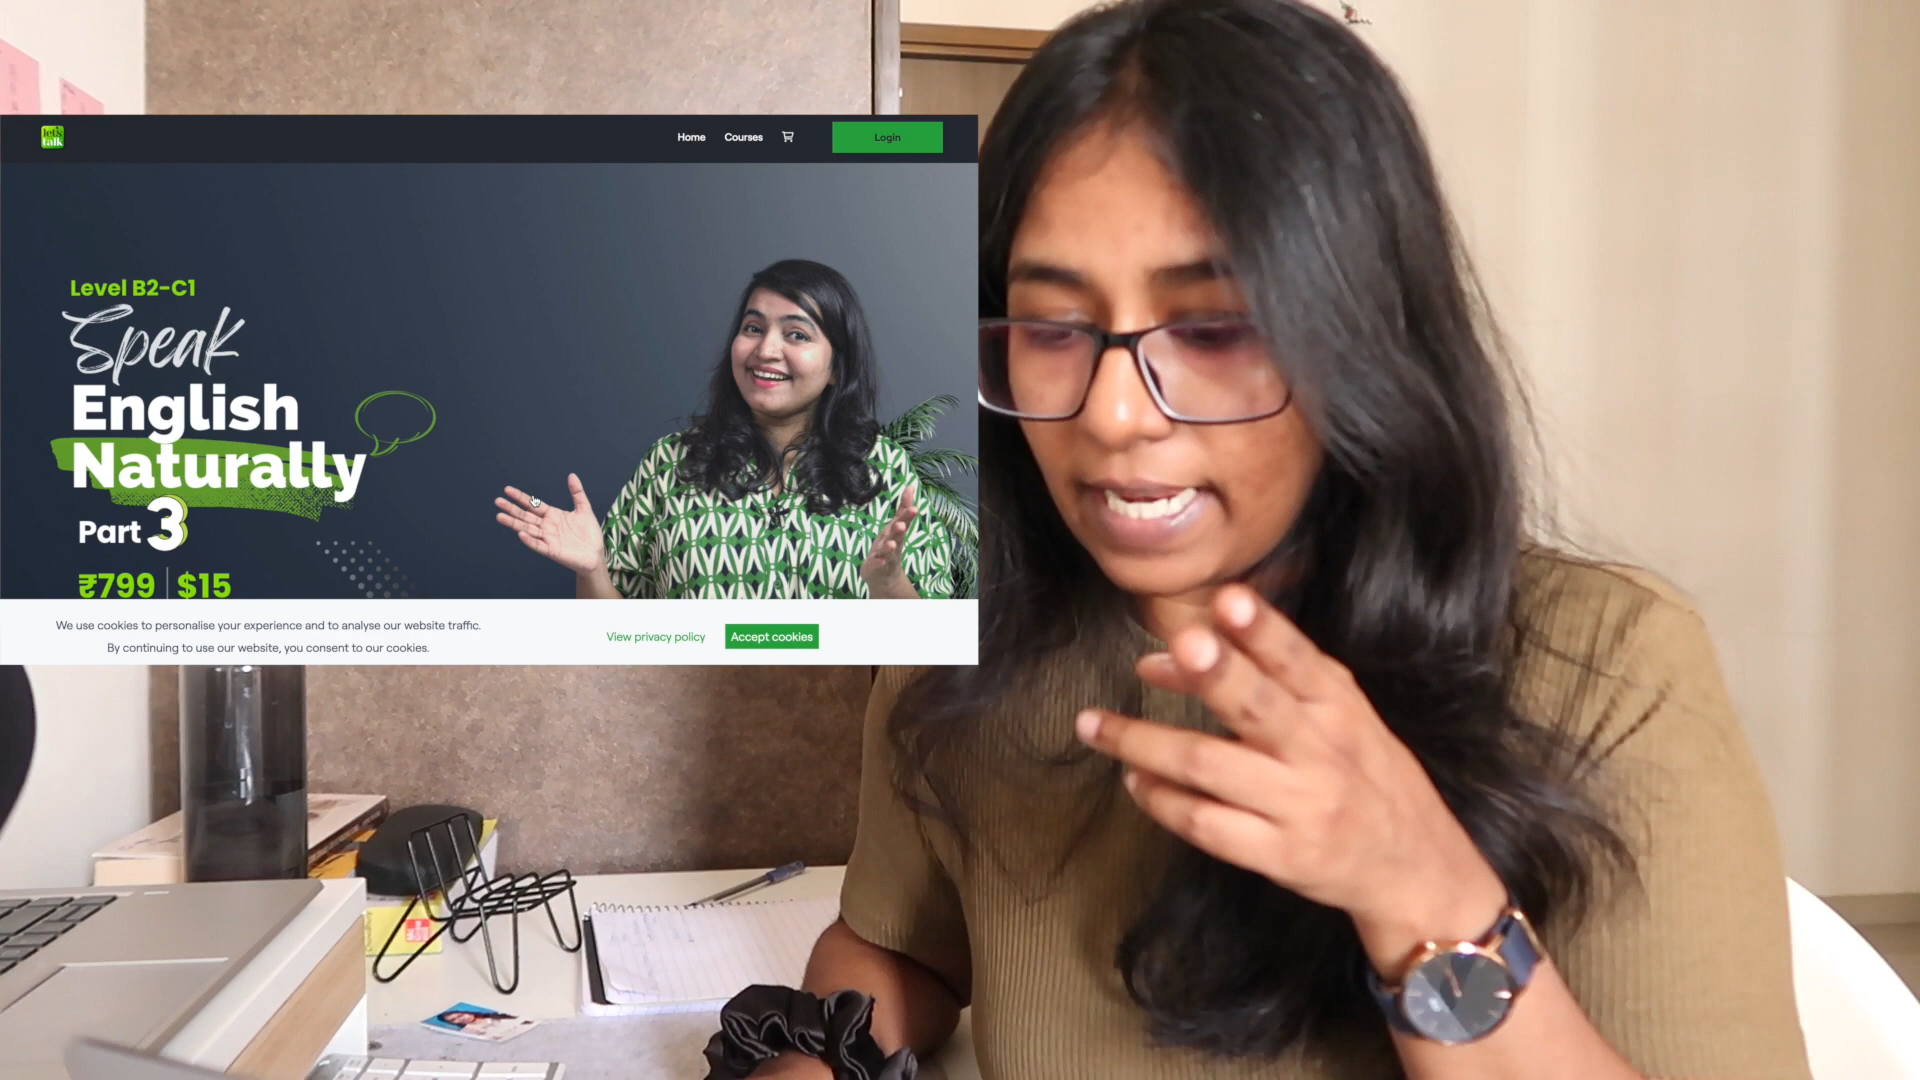 let's
talk
Home
Courses
Login
Level B2-C1
Speak
English
Naturally
Part 3
₹799 | $15
We use cookies to personalise your experience and to analyse our website traffic.
By continuing to use our website, you consent to our cookies.
View privacy policy
Accept cookies